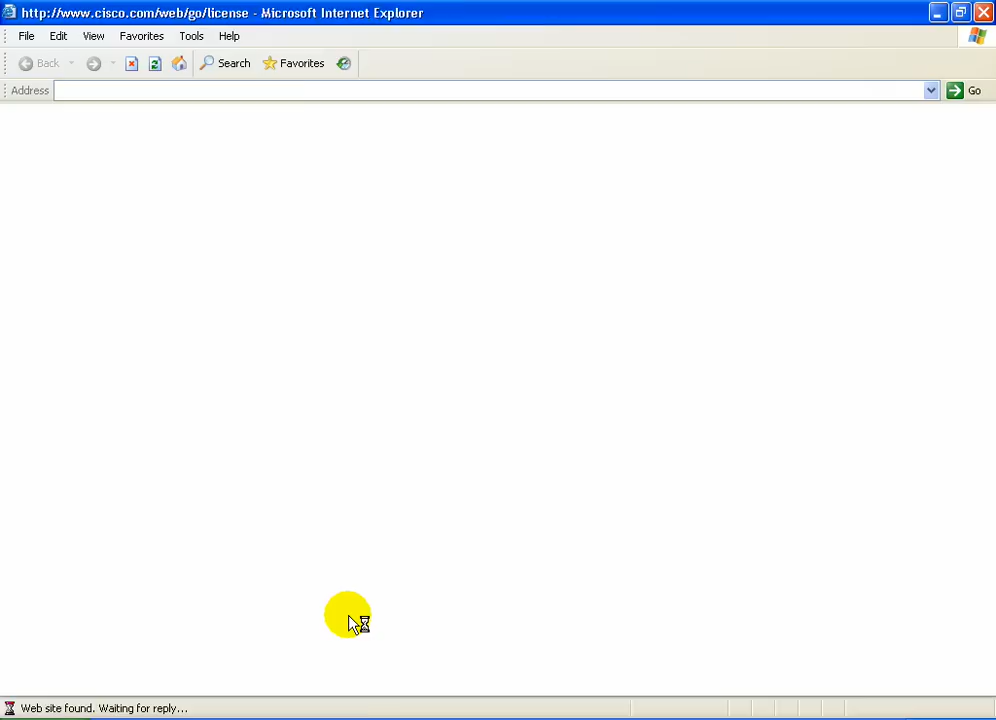 http://www.cisco.com/web/go/license - Microsoft Internet Explorer
File Edit View Favorites Tools Help
Back Search Favorites
Address Go
Web site found. Waiting for reply...